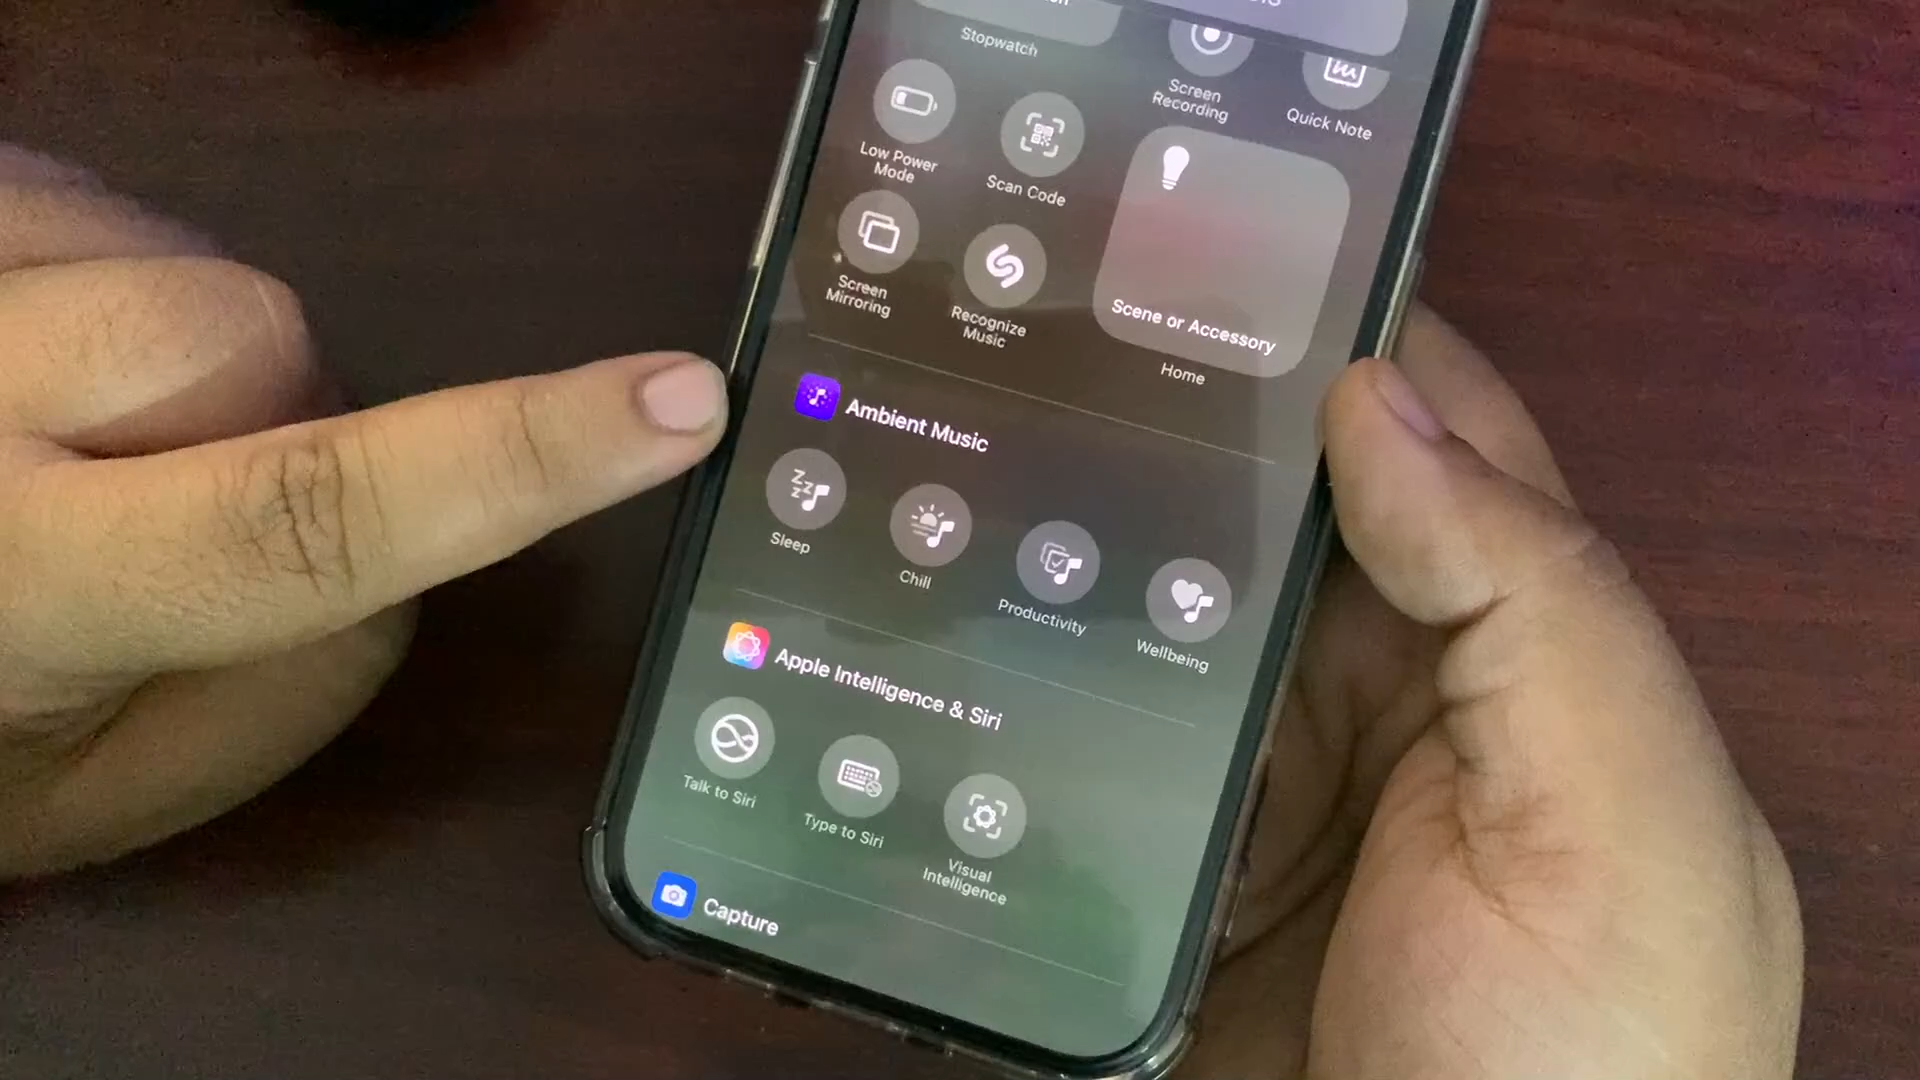 Stopwatch
Screen
Recording
Quick Note
Low Power
Mode
Scan Code
Screen
Mirroring
Recognize
Music
Scene or Accessory
Home
Ambient Music
Sleep
Chill
Productivity
Wellbeing
Apple Intelligence & Siri
Talk to Siri
Type to Siri
Visual
Intelligence
Capture